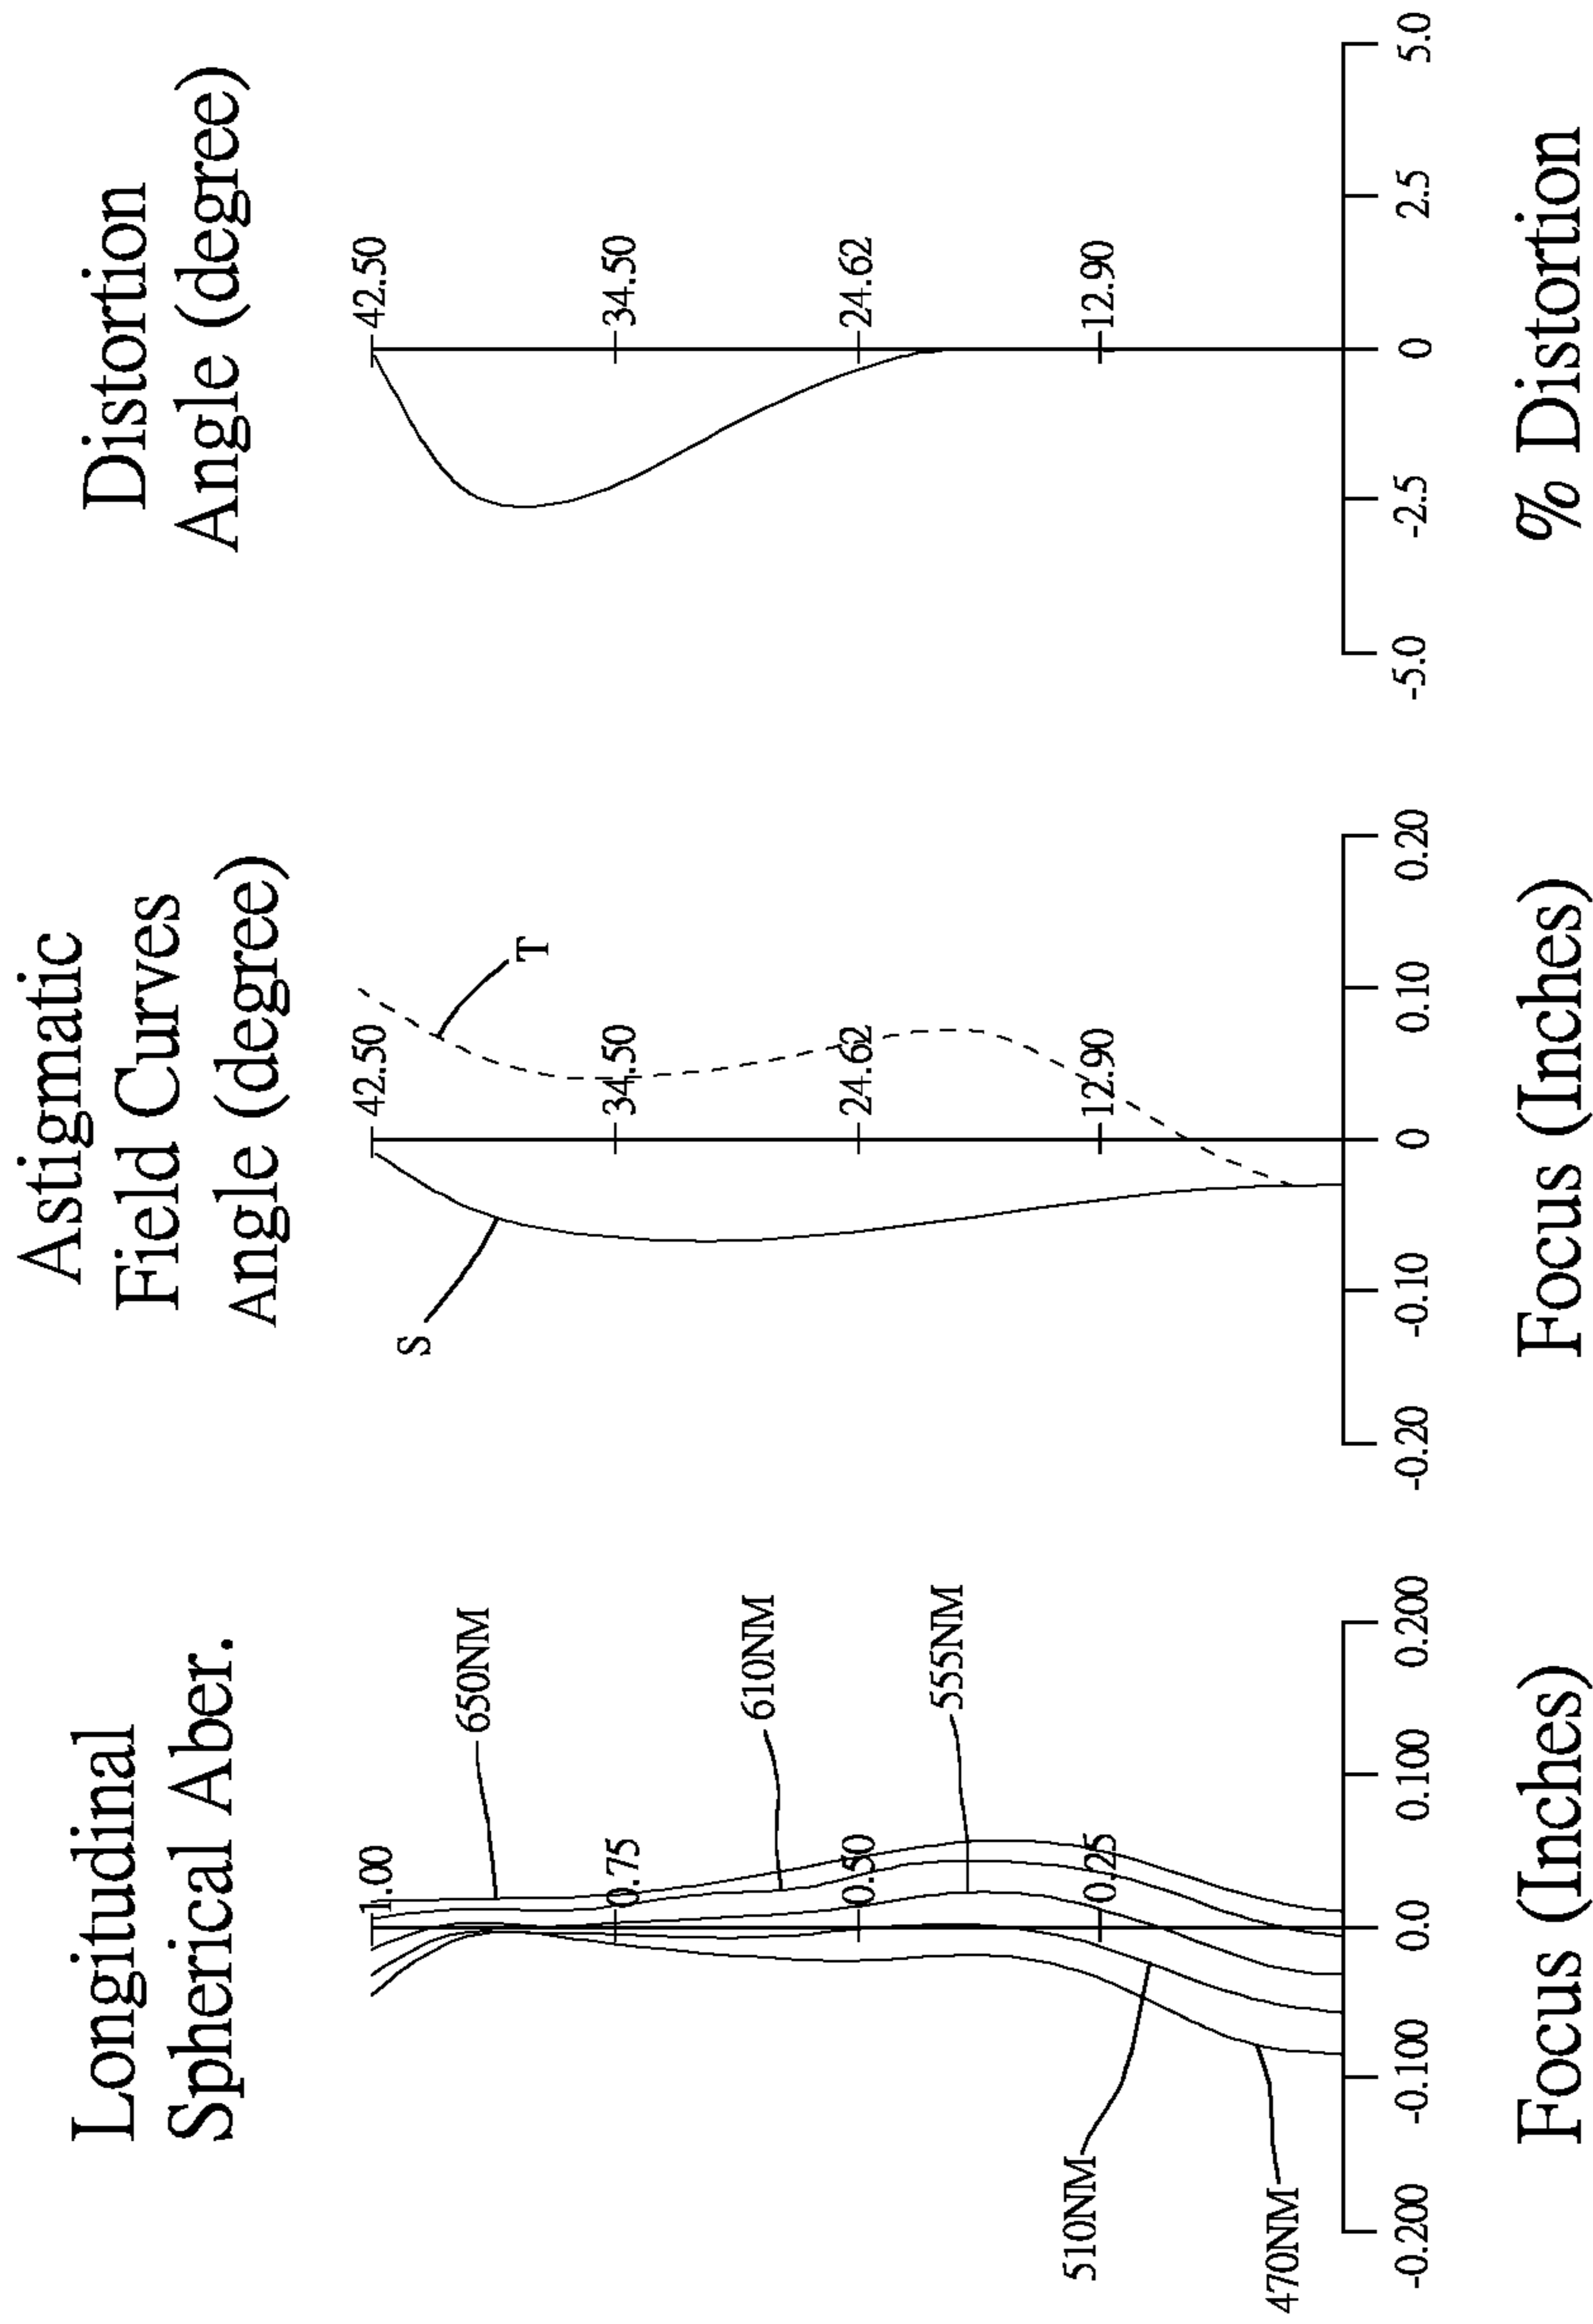 Longitudinal
Spherical Aber.
1.00
650NM
0.75
610NM
0.50
555NM
0.25
510NM
470NM
-0.200
-0.100
0.0
0.100
0.200
Focus (Inches)
Astigmatic
Field Curves
Angle (degree)
42.50
S
T
34.50
24.62
12.90
-0.20
-0.10
0
0.10
0.20
Focus (Inches)
Distortion
Angle (degree)
42.50
34.50
24.62
12.90
-5.0
-2.5
0
2.5
5.0
% Distortion